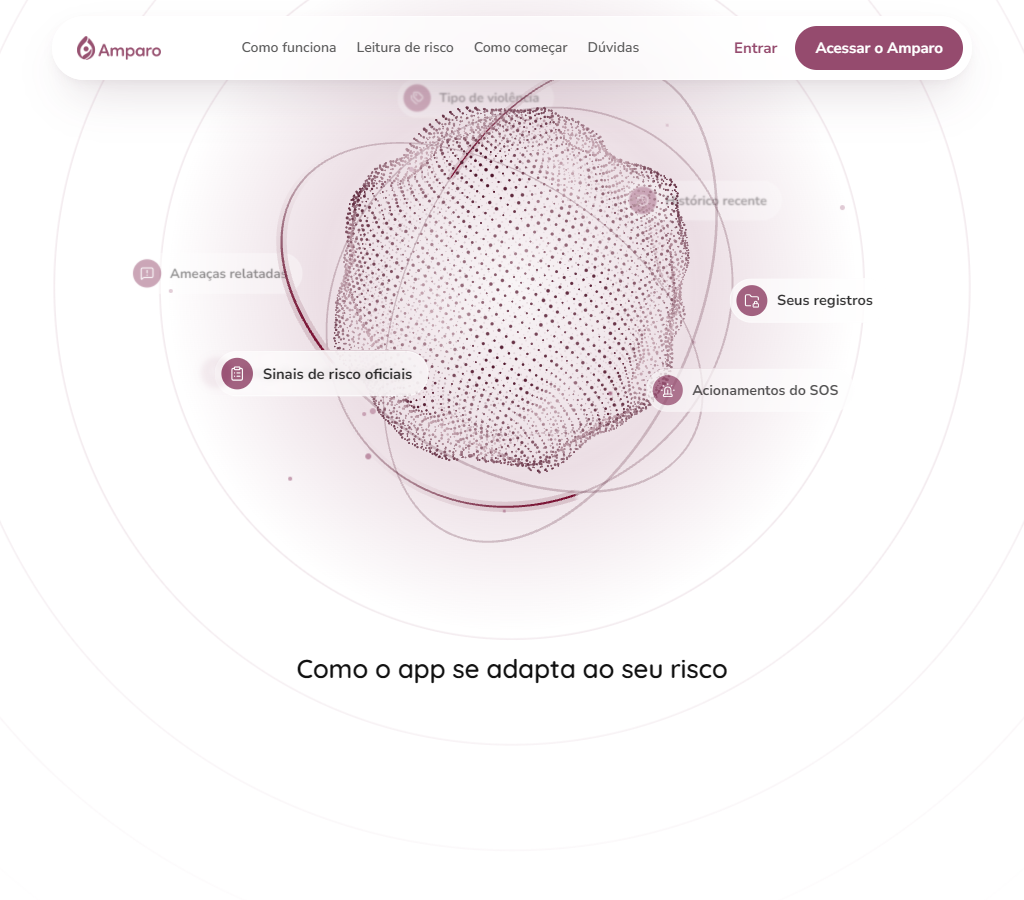 Amparo
Como funciona
Leitura de risco
Como começar
Dúvidas
Entrar
Acessar o Amparo
Tipo de violência
Histórico recente
Ameaças relatadas
Seus registros
Sinais de risco oficiais
Acionamentos do SOS
Como o app se adapta ao seu risco